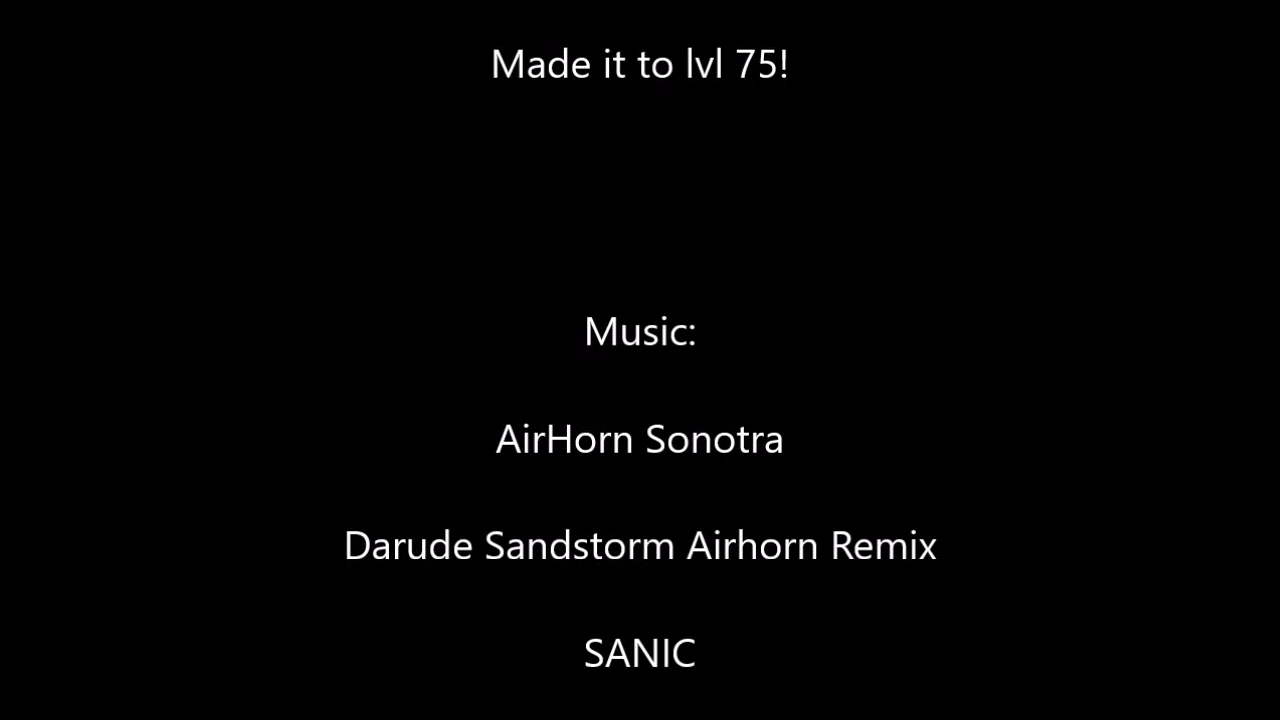 Made it to lvl 75!
Music:
AirHorn Sonotra
Darude Sandstorm Airhorn Remix
SANIC